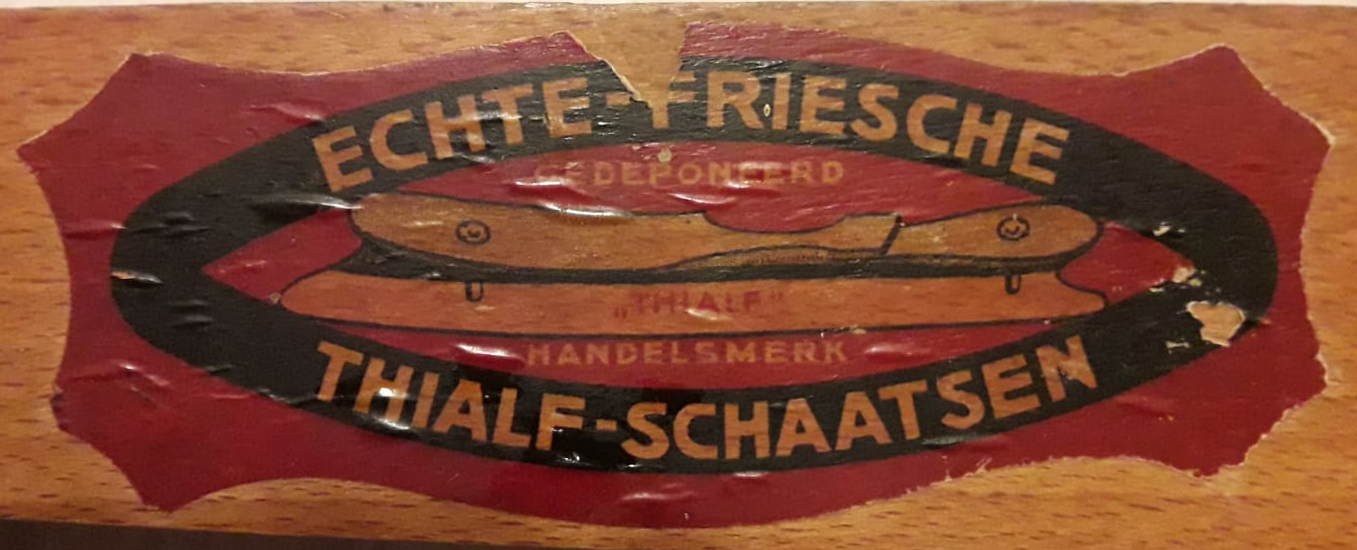 ECHTE-FRIESCHE
GEDEPONEERD
„THIALF"
HANDELSMERK
THIALF-SCHAATSEN